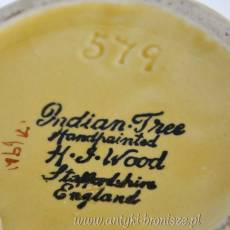 579
Indian·Tree
Handpainted
H.J.Wood
Staffordshire
England
www.antyki-bronisze.pl